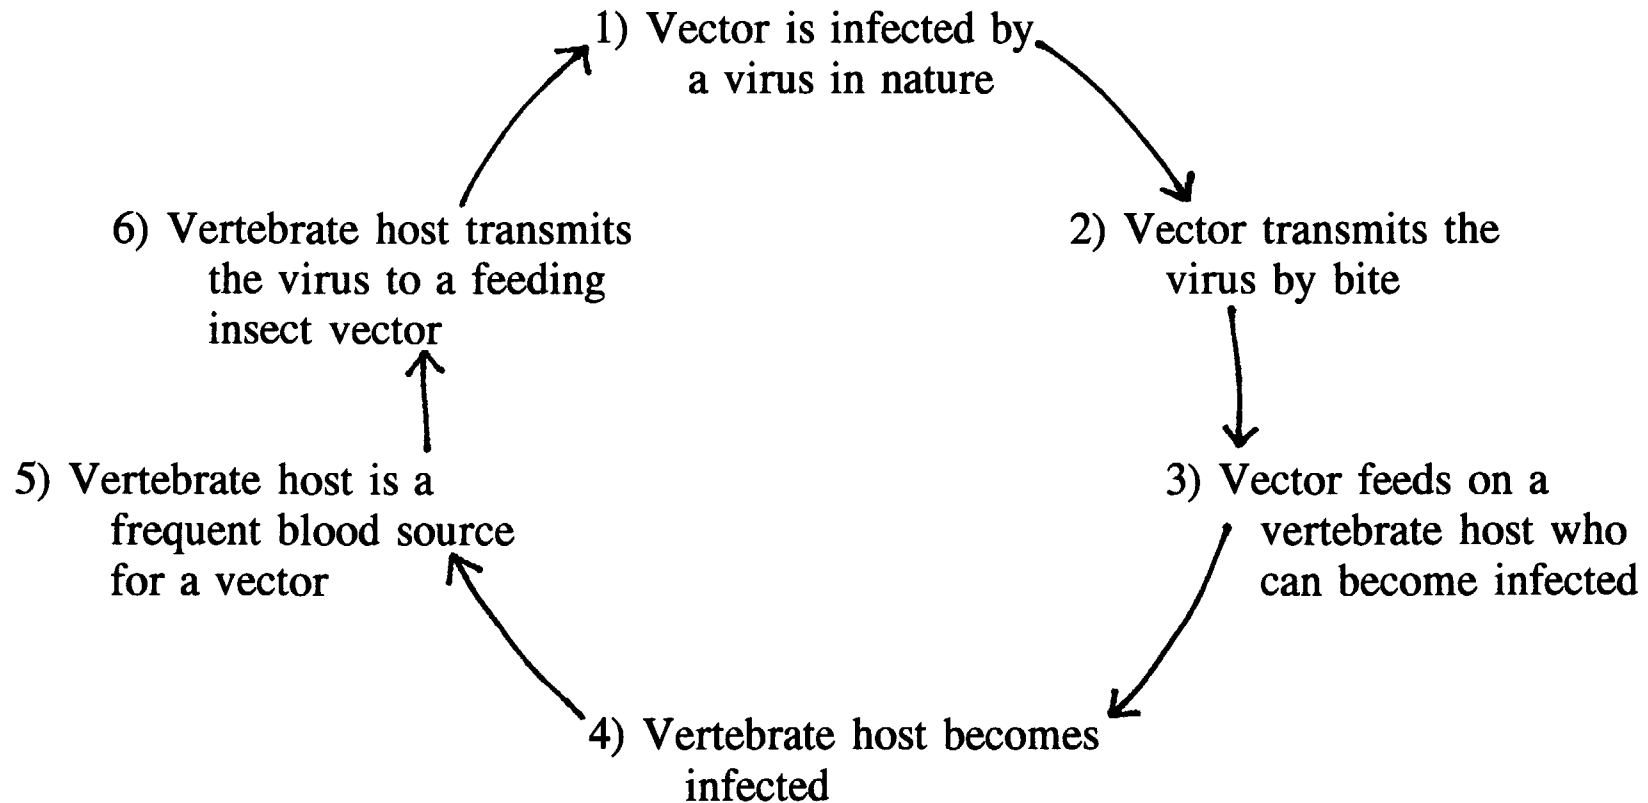 1) Vector is infected by
a virus in nature
2) Vector transmits the
virus by bite
3) Vector feeds on a
vertebrate host who
can become infected
4) Vertebrate host becomes
infected
5) Vertebrate host is a
frequent blood source
for a vector
6) Vertebrate host transmits
the virus to a feeding
insect vector